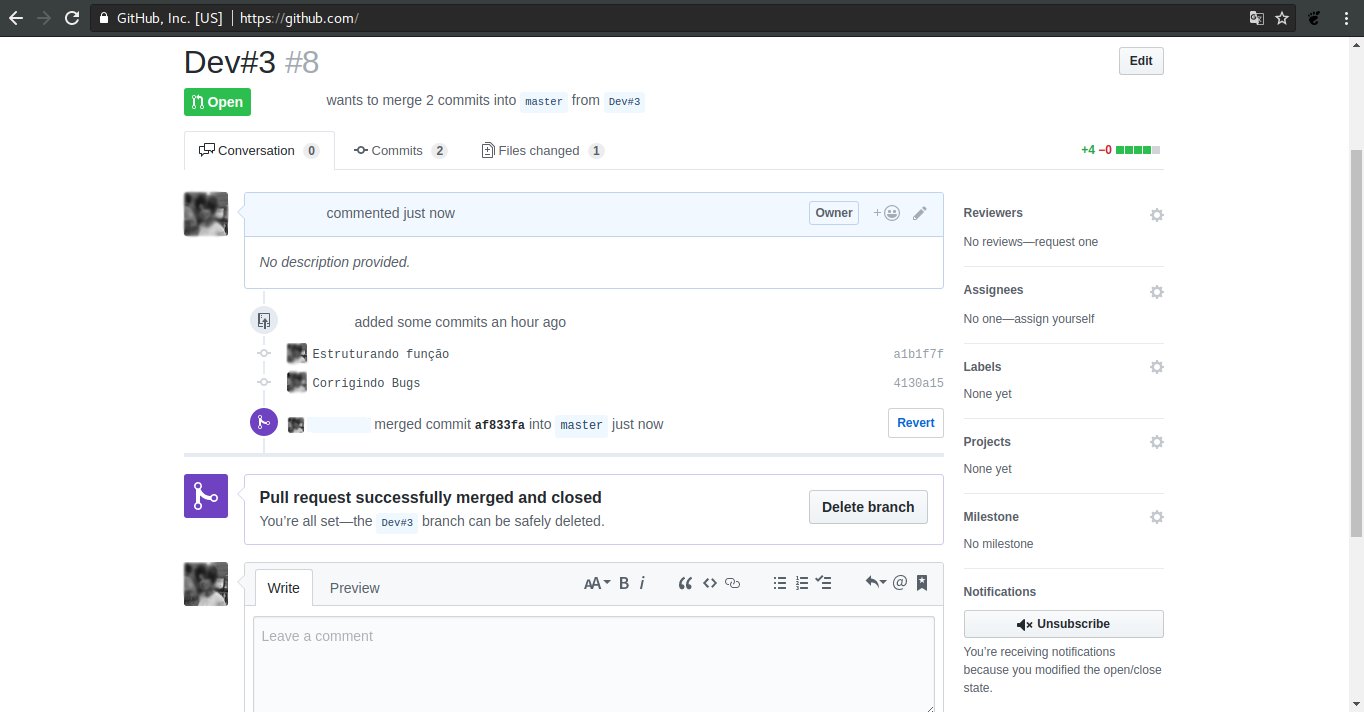 GitHub, Inc. [US] | https://github.com/
Dev#3 #8
Edit
Open
wants to merge 2 commits into master from Dev#3
Conversation 0
Commits 2
Files changed 1
+4 −0
commented just now
Owner
No description provided.
added some commits an hour ago
Estruturando função a1b1f7f
Corrigindo Bugs 4130a15
merged commit af833fa into master just now
Revert
Pull request successfully merged and closed
You’re all set—the Dev#3 branch can be safely deleted.
Delete branch
Write
Preview
AA B i
Leave a comment
Reviewers
No reviews—request one
Assignees
No one—assign yourself
Labels
None yet
Projects
None yet
Milestone
No milestone
Notifications
Unsubscribe
You’re receiving notifications
because you modified the open/close
state.